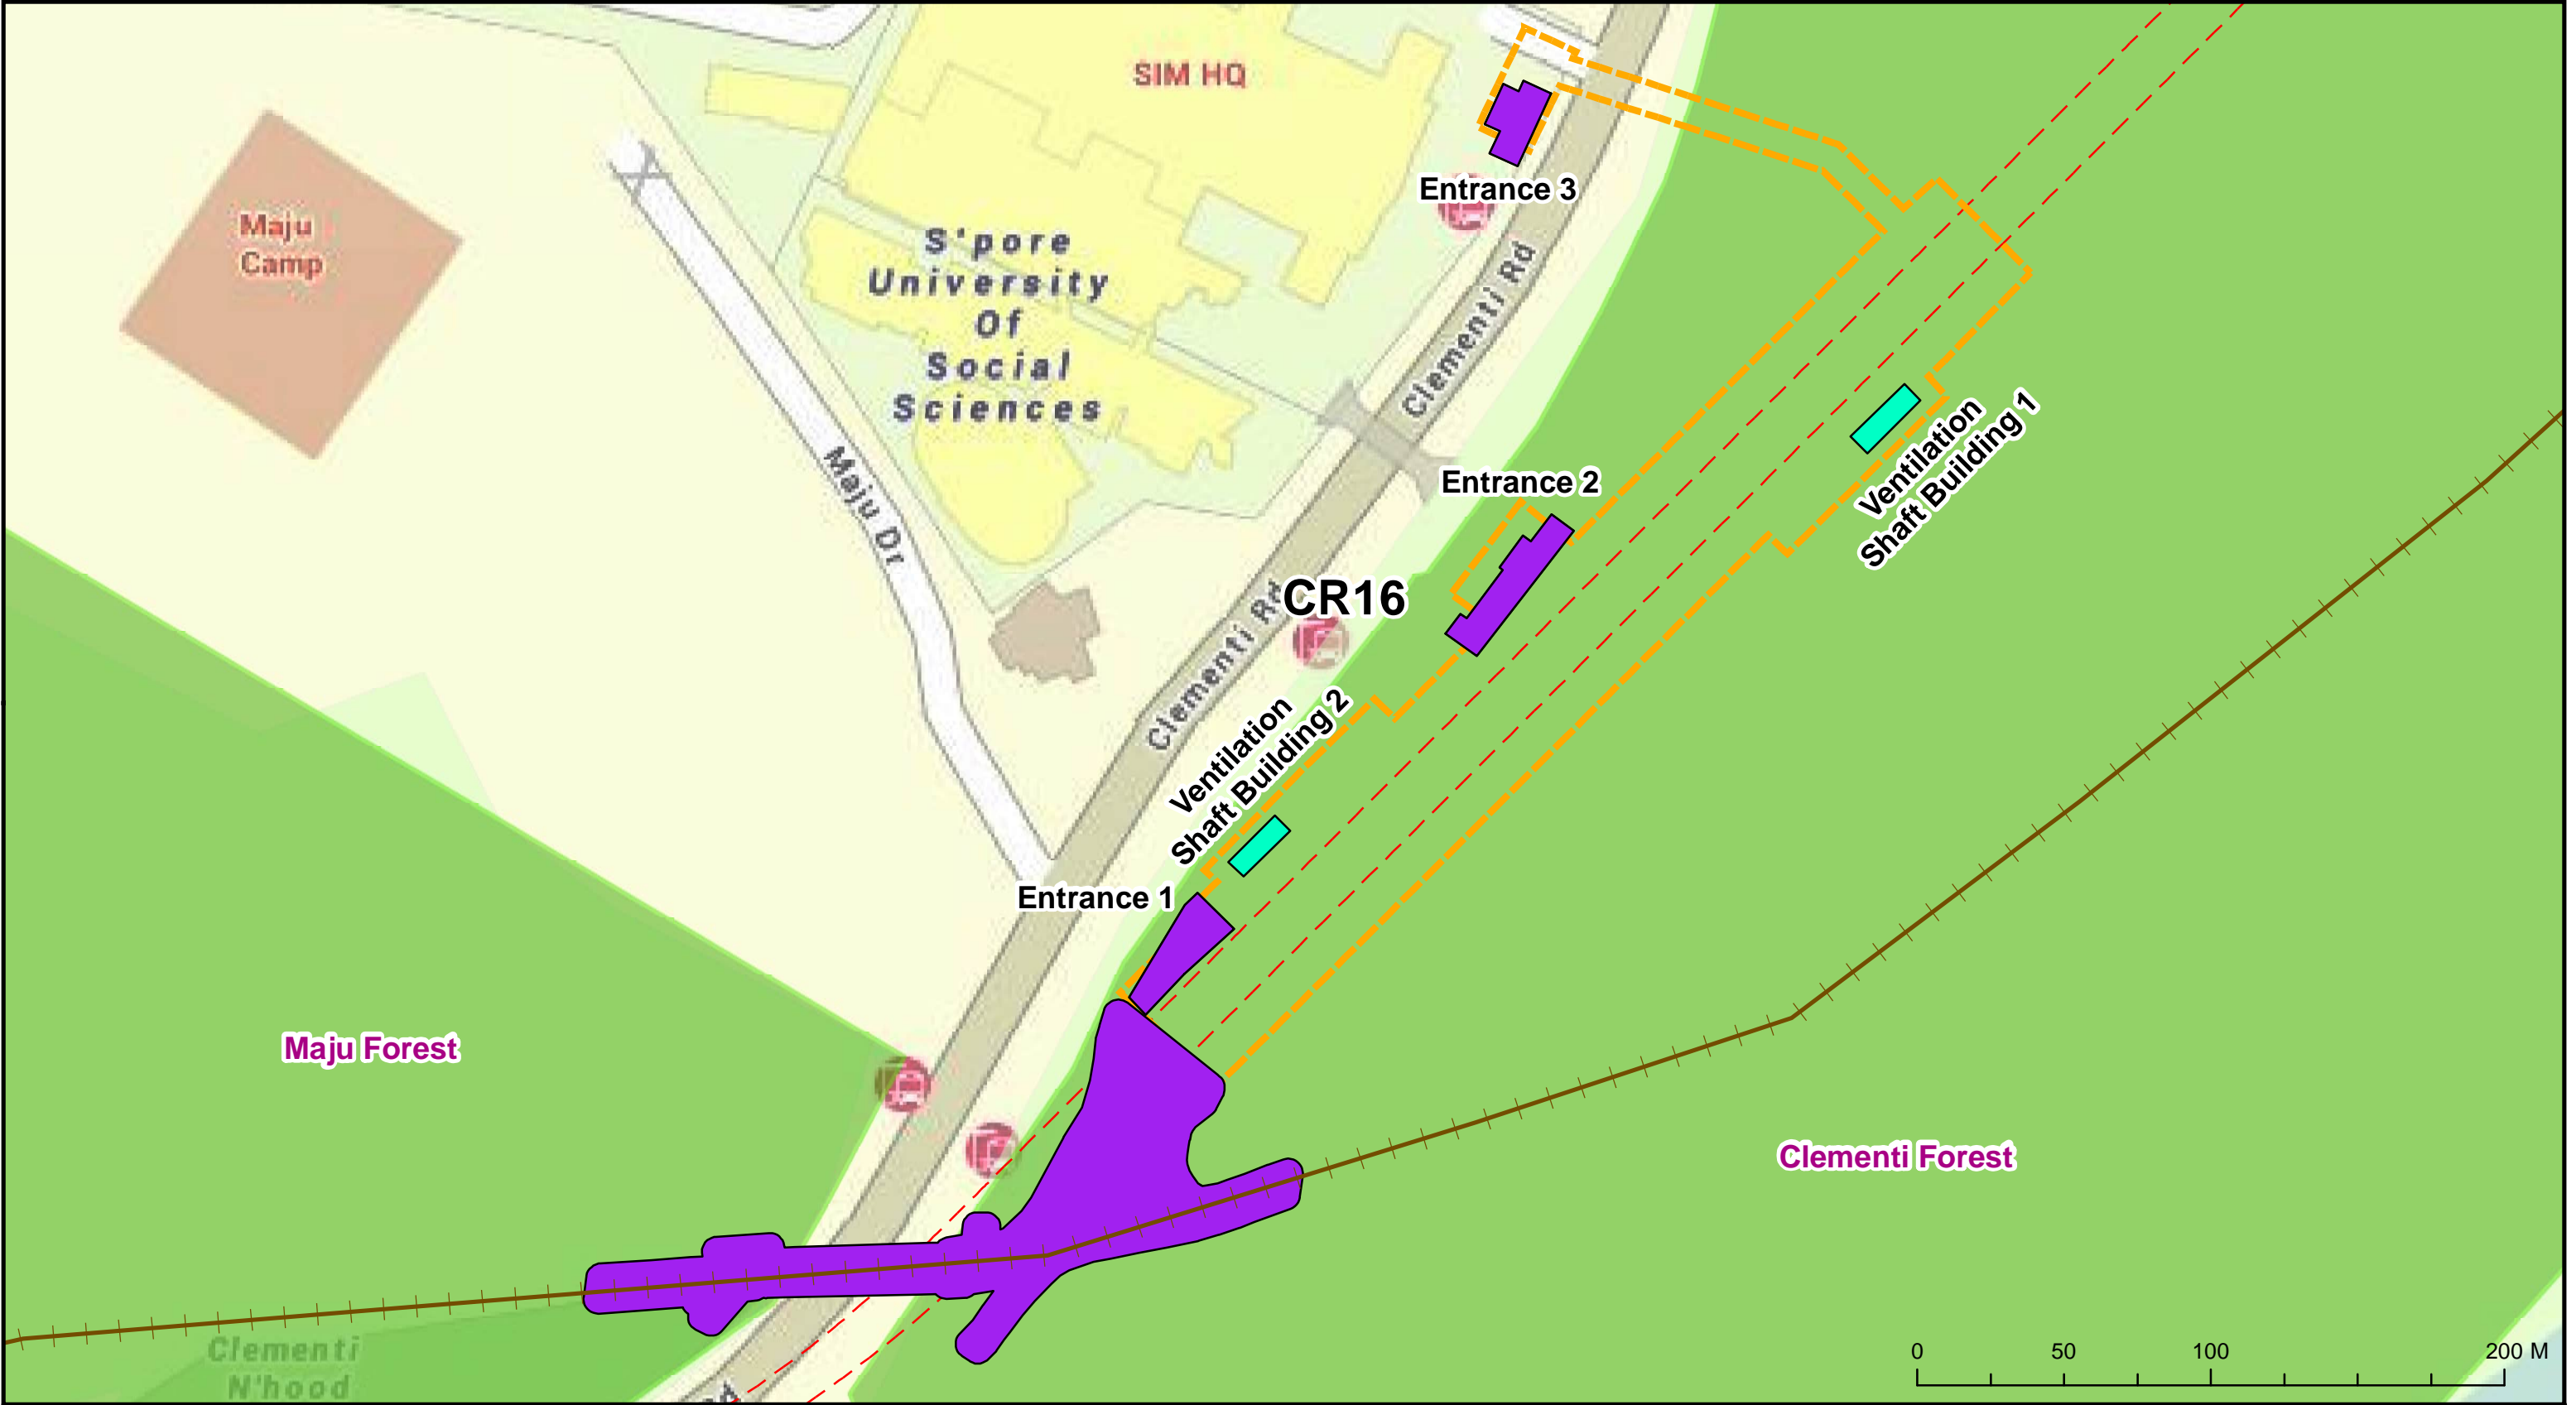 SIM HQ
Maju
Camp
Entrance 3
S'pore
University
Of
Social
Sciences
Clementi Rd
Ventilation
Shaft Building 1
Maju Dr
Entrance 2
CR16
Clementi Rd
Ventilation
Shaft Building 2
Entrance 1
Maju Forest
Clementi Forest
Clementi
N'hood
0 50 100 200 M